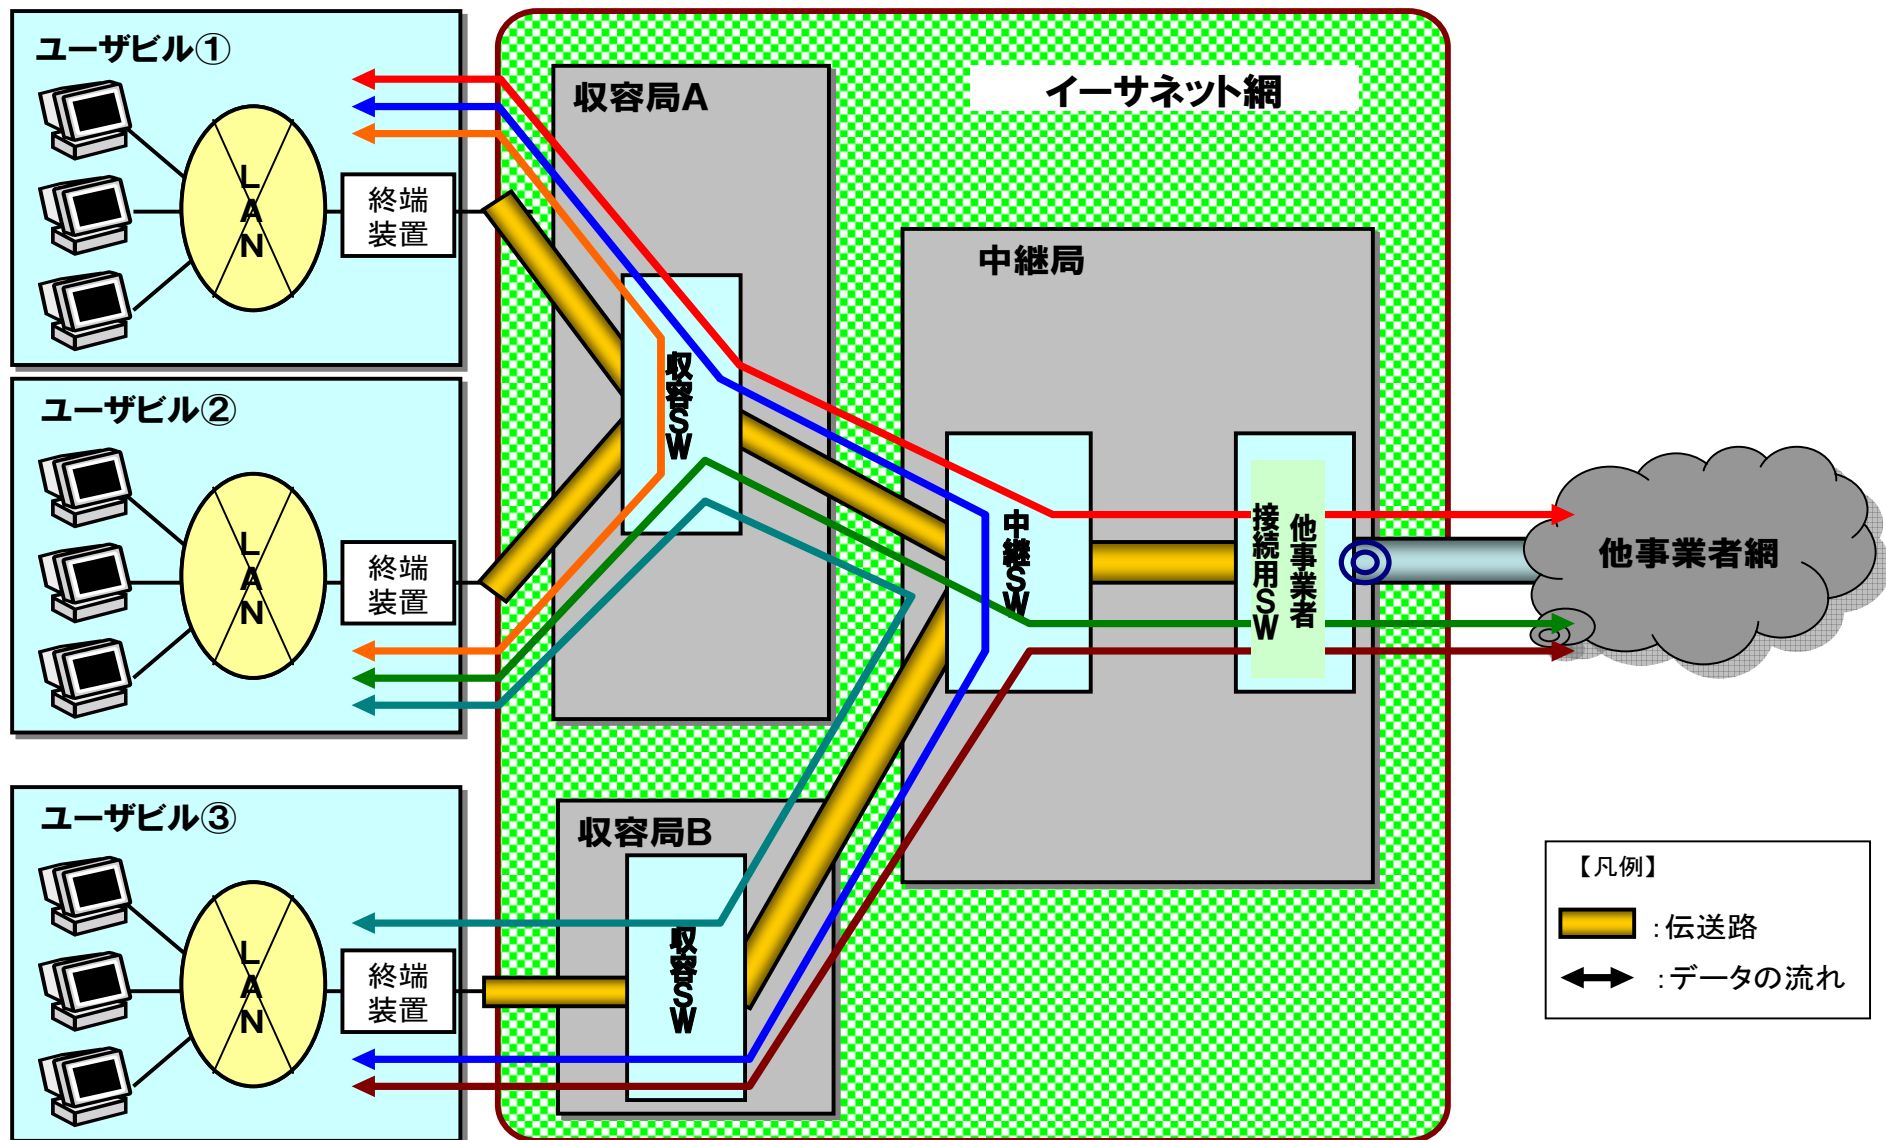 ユーザビル①
LAN
終端
装置
ユーザビル②
LAN
終端
装置
ユーザビル③
LAN
終端
装置
イーサネット網
収容局A
収容SW
収容局B
収容SW
中継局
中継SW
他事業者
接続用SW
他事業者網
【凡例】
:伝送路
:データの流れ